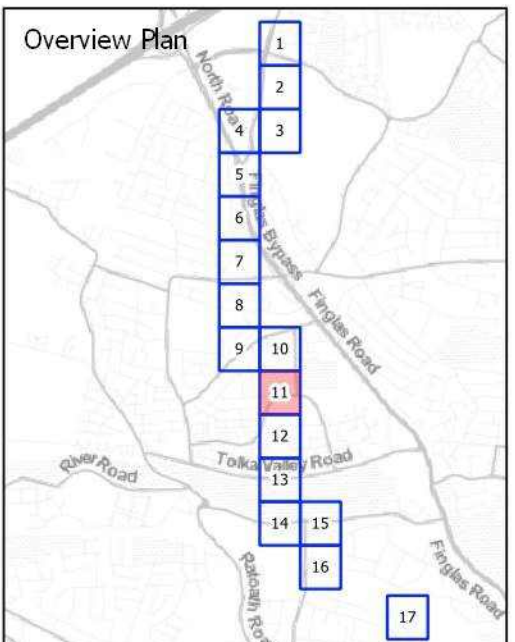 Overview Plan
1
North Road
2
4
3
5
Finglas Bypass
6
7
8
Finglas Road
9
10
11
12
River Road
Tolka Valley Road
13
14
15
Finglas Road
Ratoath Road
16
17